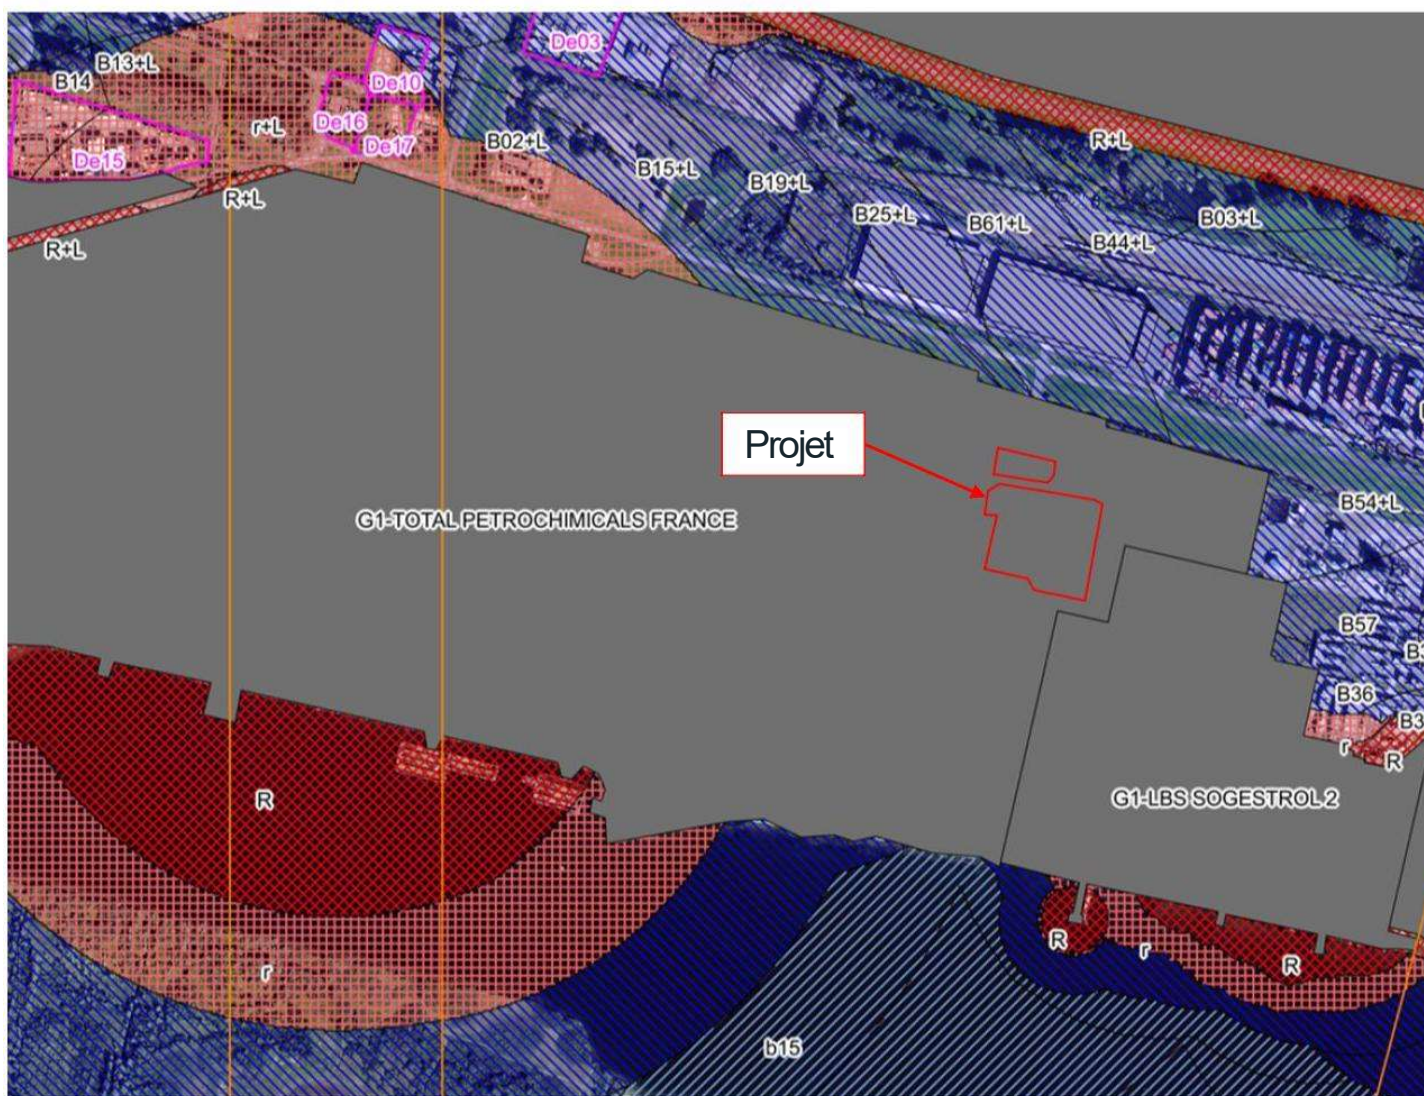 De03
B13+L
B14
De10
De16
De17
r+L
De15
B02+L
R+L
B15+L
B19+L
R+L
R+L
B25+L
B61+L
B03+L
B44+L
Projet
B54+L
G1-TOTAL PETROCHIMICALS FRANCE
B57
B36
r
R
G1-LBS SOGESTROL 2
R
R
r
R
r
b15